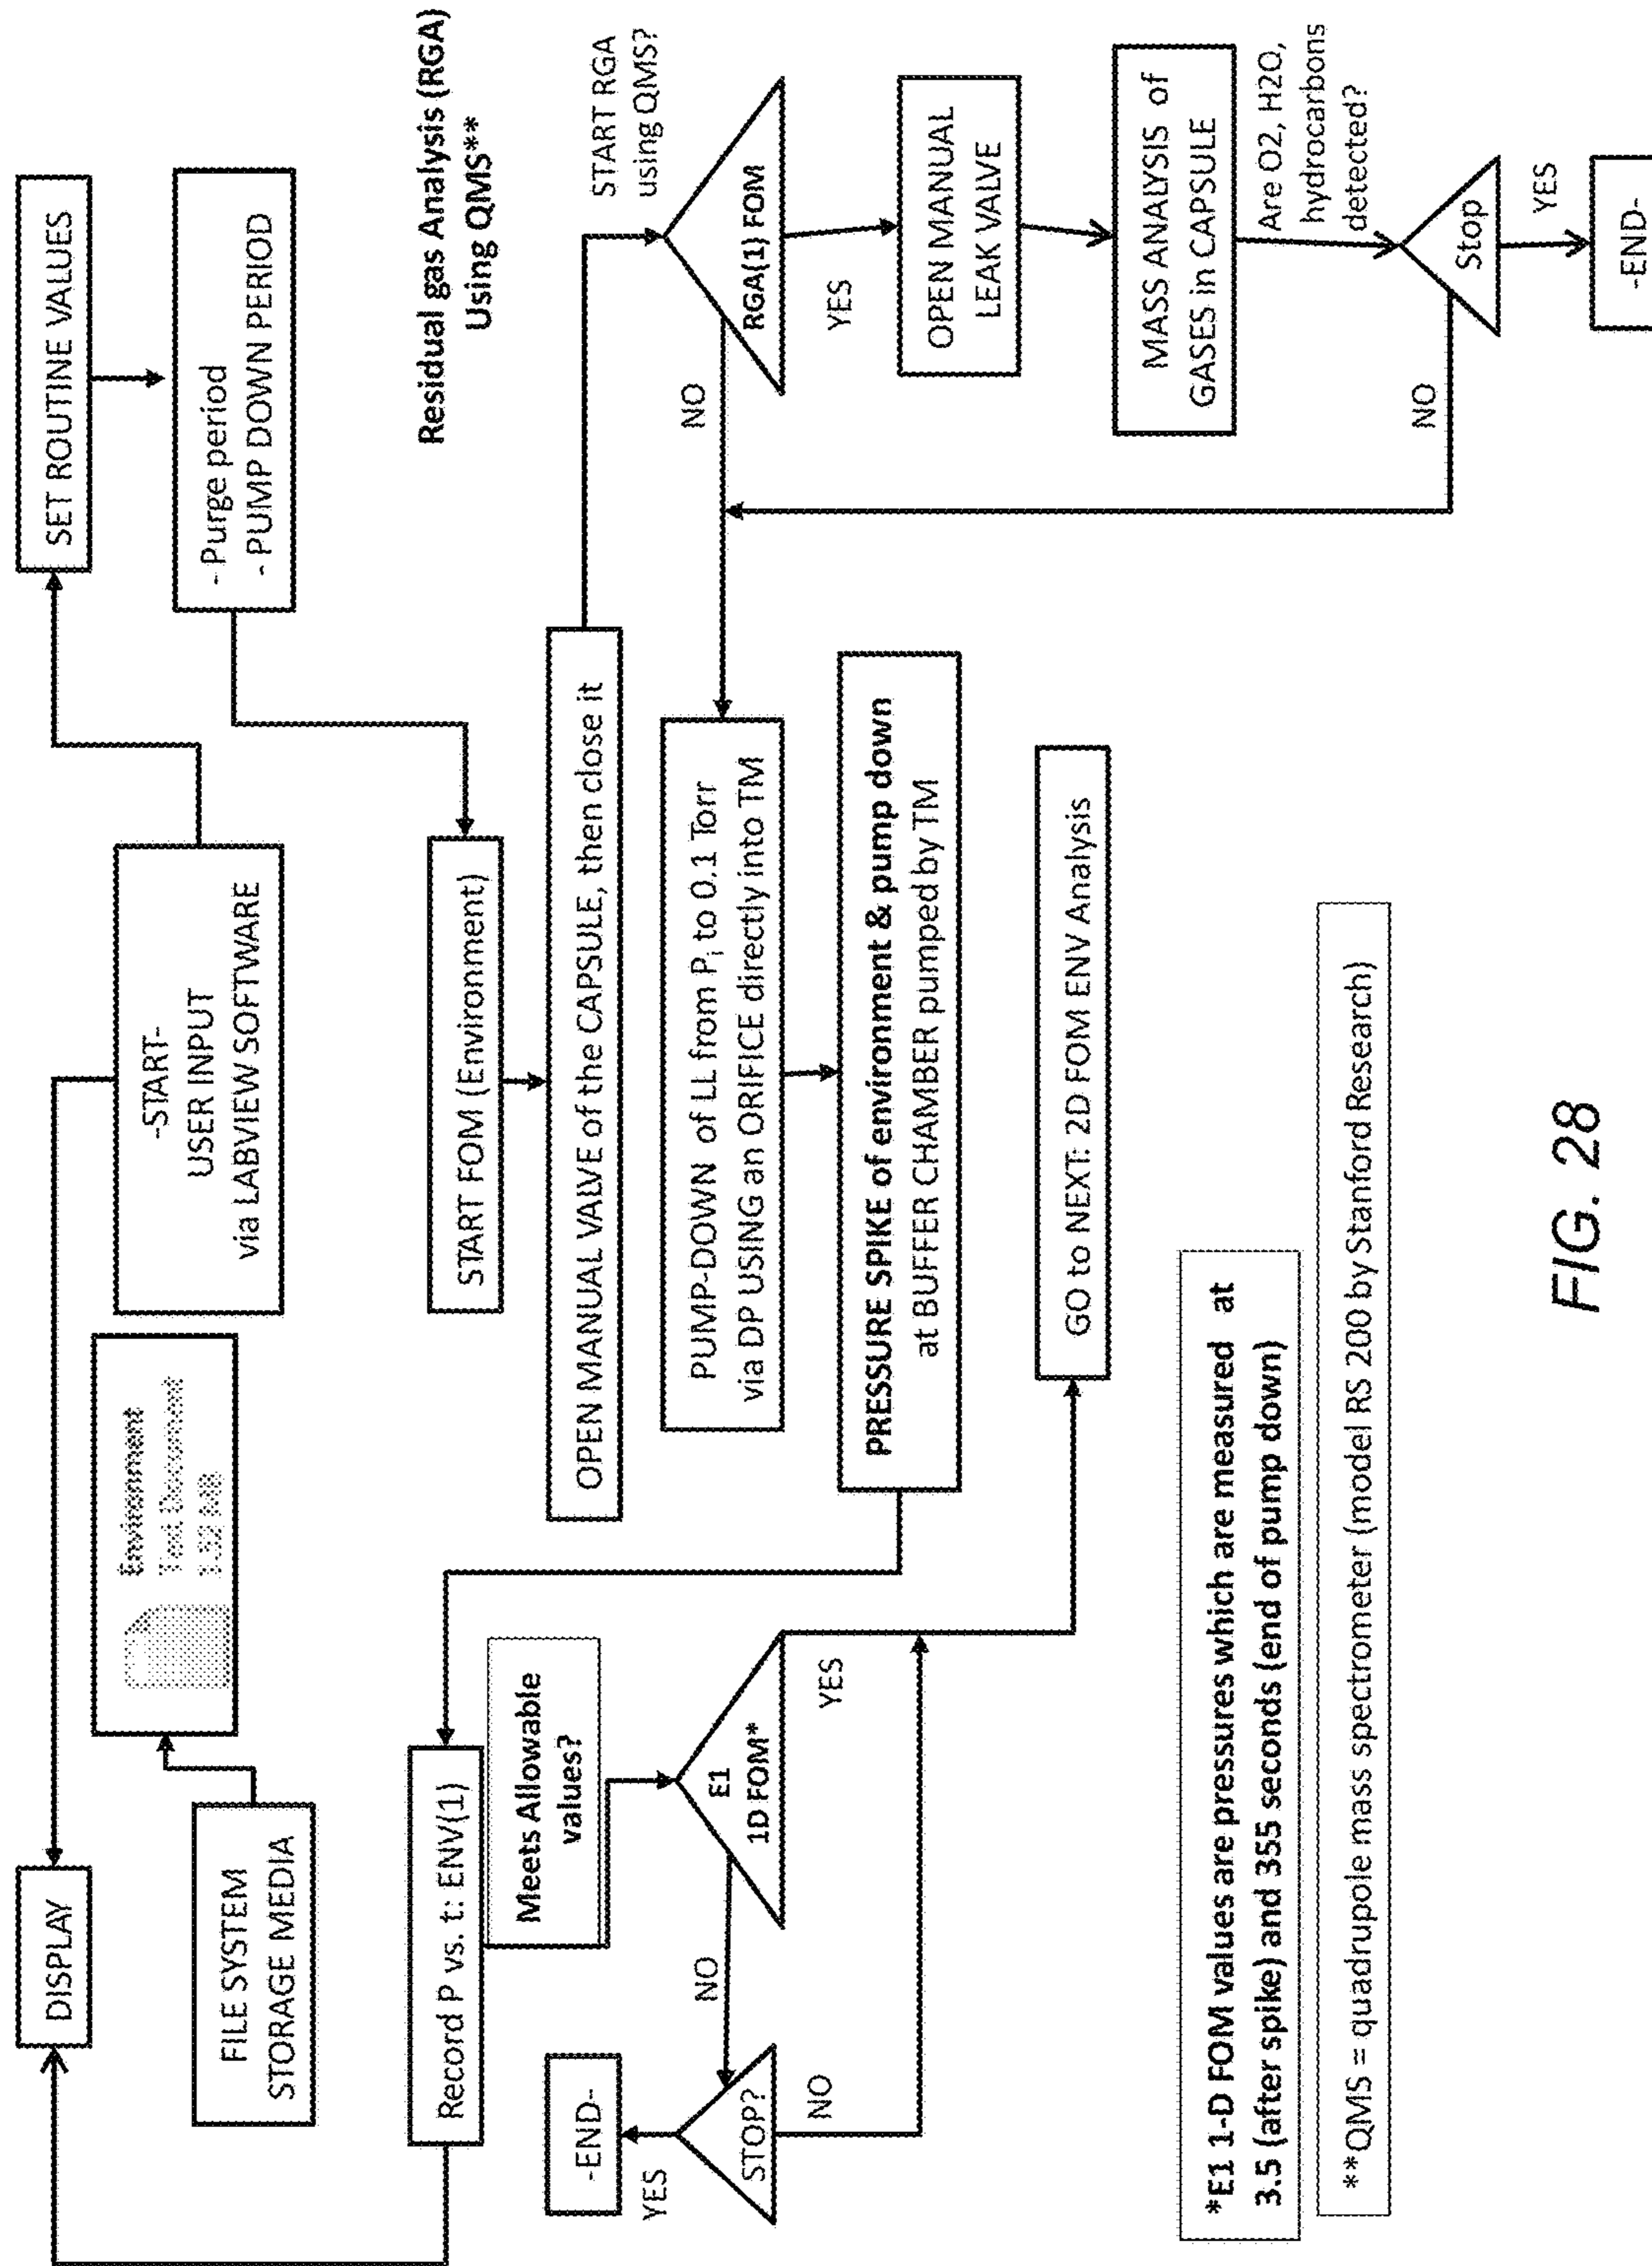 DISPLAY
FILE SYSTEM
STORAGE MEDIA
Environment
Text Document
1.52 MB
-START-
USER INPUT
via LABVIEW SOFTWARE
SET ROUTINE VALUES
- Purge period
- PUMP DOWN PERIOD
START FOM (Environment)
OPEN MANUAL VALVE of the CAPSULE, then close it
Residual gas Analysis (RGA)
Using QMS**
START RGA
using QMS?
RGA(1) FOM
NO
YES
OPEN MANUAL
LEAK VALVE
MASS ANALYSIS of
GASES in CAPSULE
Are O2, H2O,
hydrocarbons
detected?
Stop
NO
YES
-END-
PUMP-DOWN of LL from Pi to 0.1 Torr
via DP USING an ORIFICE directly into TM
PRESSURE SPIKE of environment & pump down
at BUFFER CHAMBER pumped by TM
Record P vs. t: ENV(1)
Meets Allowable
values?
E1
1D FOM*
NO
YES
STOP?
YES
NO
-END-
GO to NEXT: 2D FOM ENV Analysis
*E1 1-D FOM values are pressures which are measured at
3.5 (after spike) and 355 seconds (end of pump down)
**QMS = quadrupole mass spectrometer (model RS 200 by Stanford Research)
FIG. 28